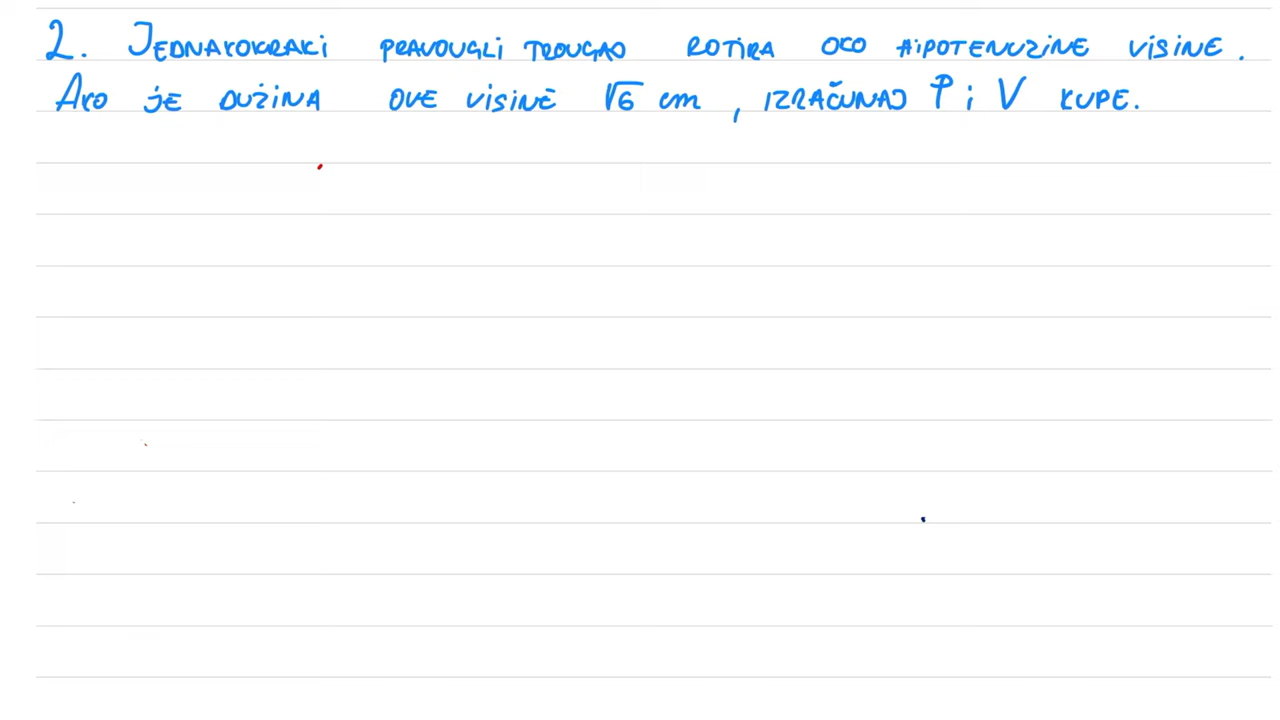 2. JEDNAKOKRAKI PRAVOUGLI TROUGAO ROTIRA OKO HIPOTENUZINE VISINE.
AKO JE DUŽINA OVE VISINE √6 cm, IZRAČUNAJ P i V KUPE.